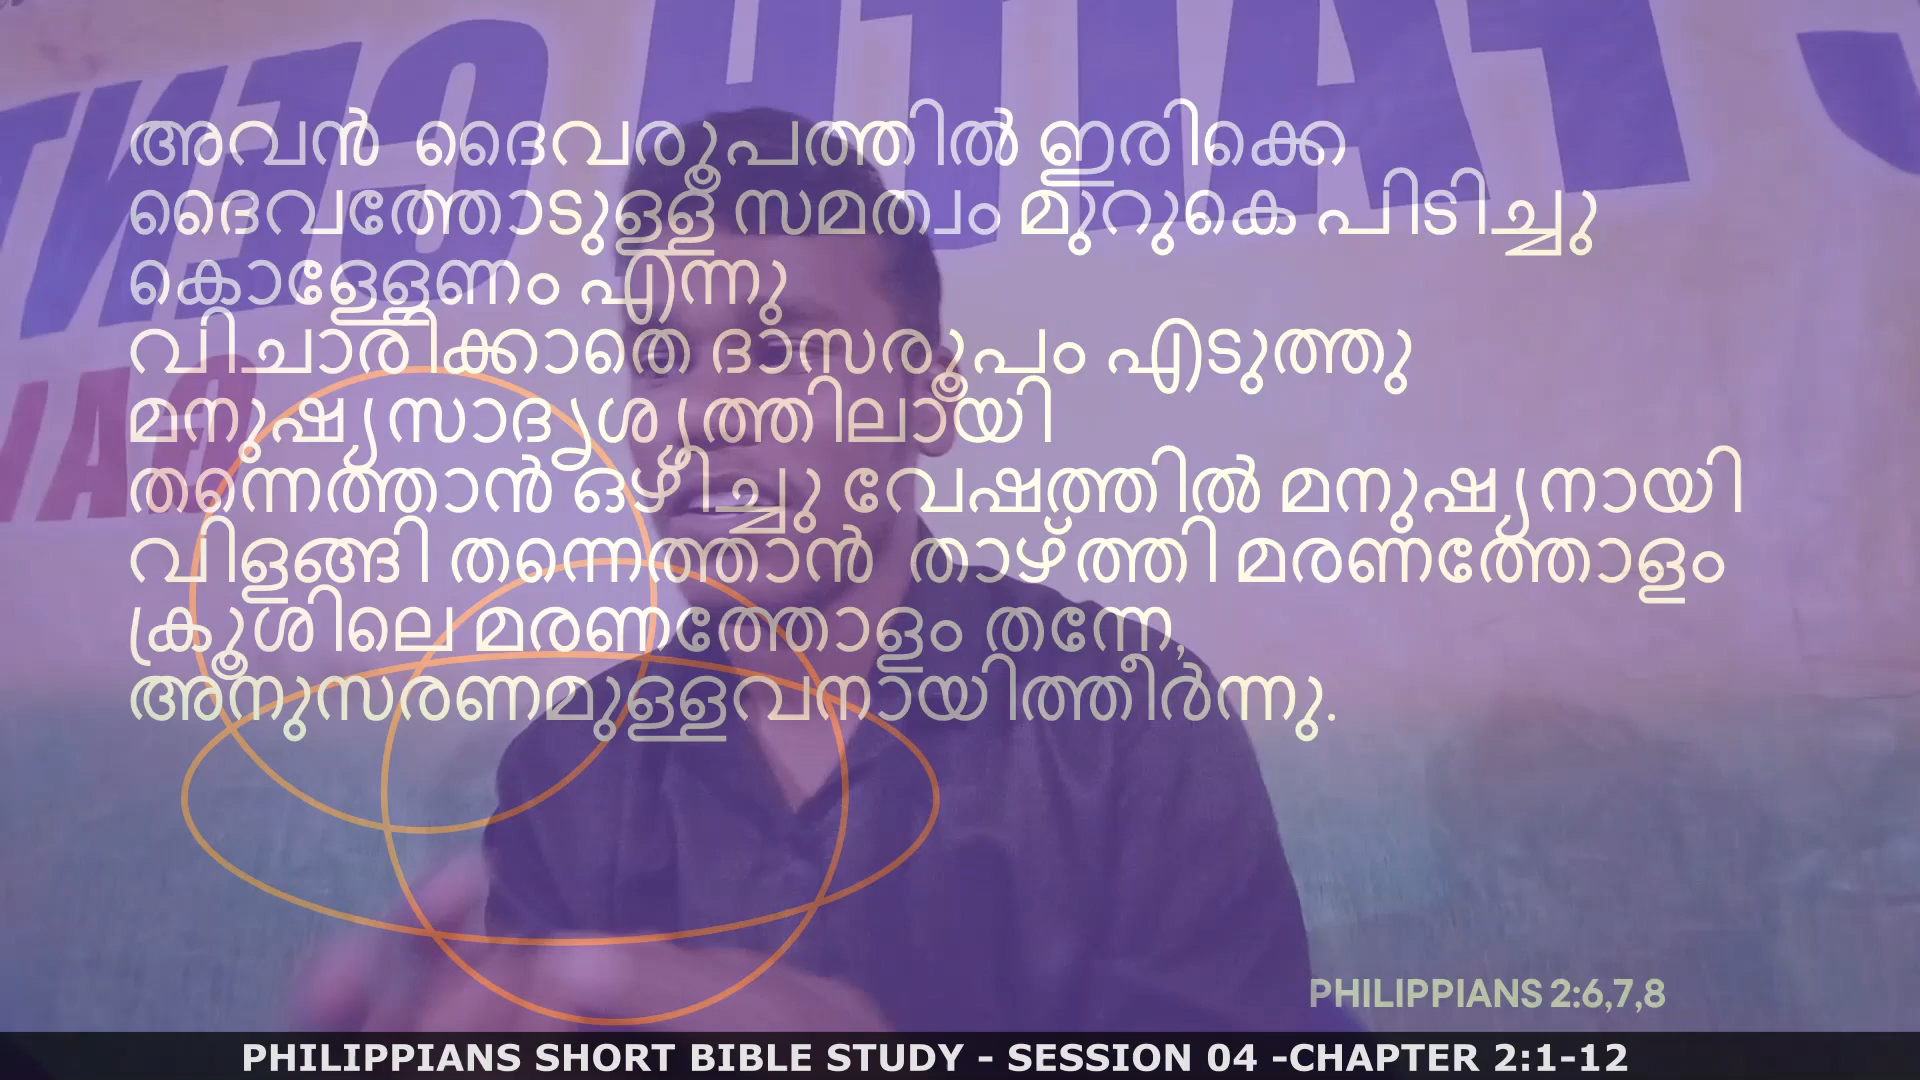 അവൻ ദൈവരൂപത്തിൽ ഇരിക്കെ
ദൈവത്തോടുള്ള സമത്വം മുറുകെ പിടിച്ചു
കൊള്ളേണം എന്നു
വിചാരിക്കാതെ ദാസരൂപം എടുത്തു
മനുഷ്യസാദൃശ്യത്തിലായി
തന്നെത്താൻ ഒഴിച്ചു വേഷത്തിൽ മനുഷ്യനായി
വിളങ്ങി തന്നെത്താൻ താഴ്ത്തി മരണത്തോളം
ക്രൂശിലെ മരണത്തോളം തന്നേ,
അനുസരണമുള്ളവനായിത്തീർന്നു.
PHILIPPIANS 2:6,7,8
PHILIPPIANS SHORT BIBLE STUDY - SESSION 04 -CHAPTER 2:1-12